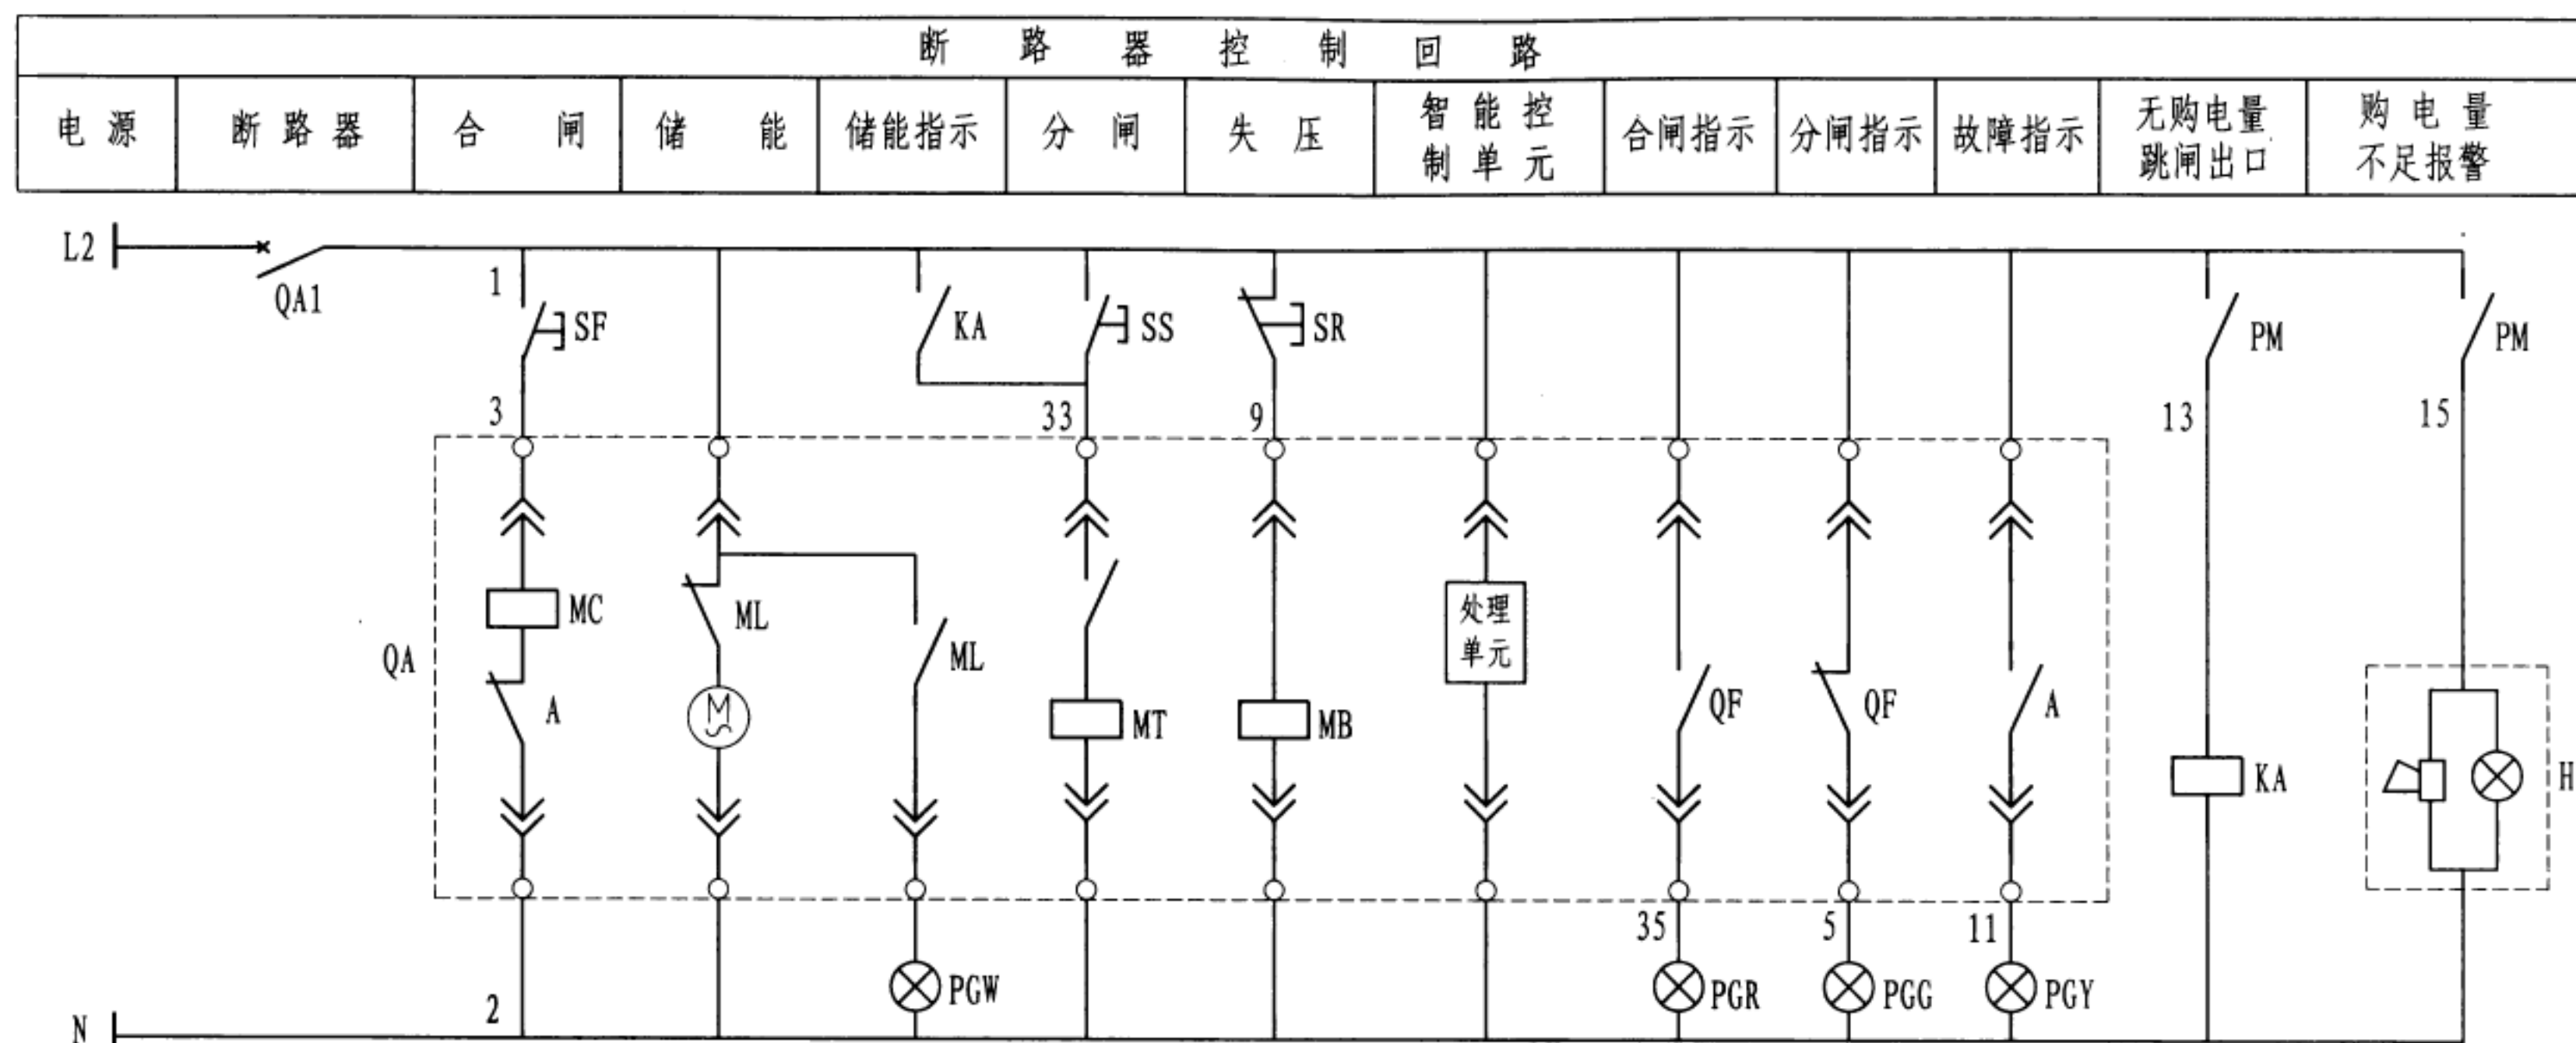 断路器控制回路
电源 断路器 合闸 储能 储能指示 分闸 失压 智能控制单元 合闸指示 分闸指示 故障指示 无购电量跳闸出口 购电量不足报警
L2
QA1
1
SF
KA
SS
SR
PM
PM
3
33
9
13
15
QA
MC
A
ML
ML
MT
MB
处理
单元
QF
QF
A
KA
H
35
5
11
2
PGW
PGR
PGG
PGY
N